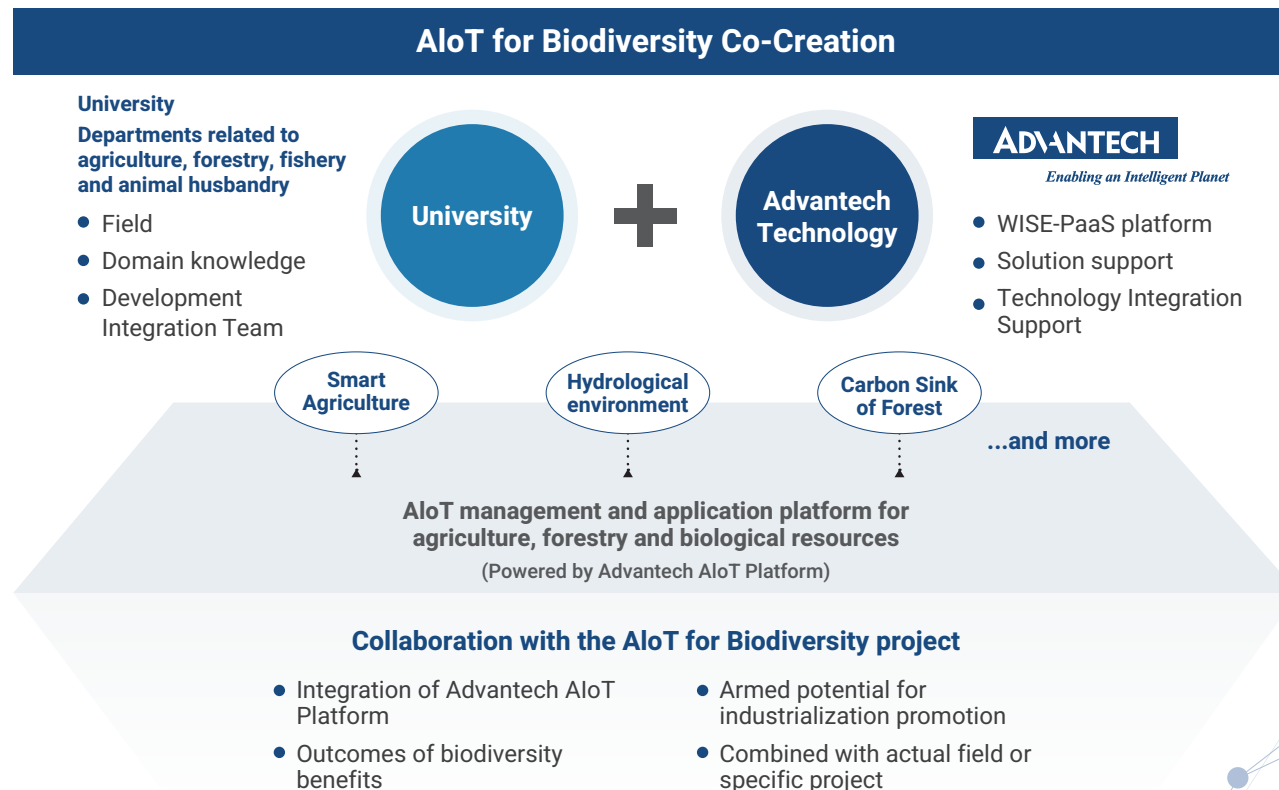 AIoT for Biodiversity Co-Creation
University
Departments related to
agriculture, forestry, fishery
and animal husbandry
Field
Domain knowledge
Development
Integration Team
University
Advantech
Technology
ADVANTECH
Enabling an Intelligent Planet
WISE-PaaS platform
Solution support
Technology Integration
Support
Smart
Agriculture
Hydrological
environment
Carbon Sink
of Forest
...and more
AIoT management and application platform for
agriculture, forestry and biological resources
(Powered by Advantech AIoT Platform)
Collaboration with the AIoT for Biodiversity project
Integration of Advantech AIoT
Platform
Outcomes of biodiversity
benefits
Armed potential for
industrialization promotion
Combined with actual field or
specific project